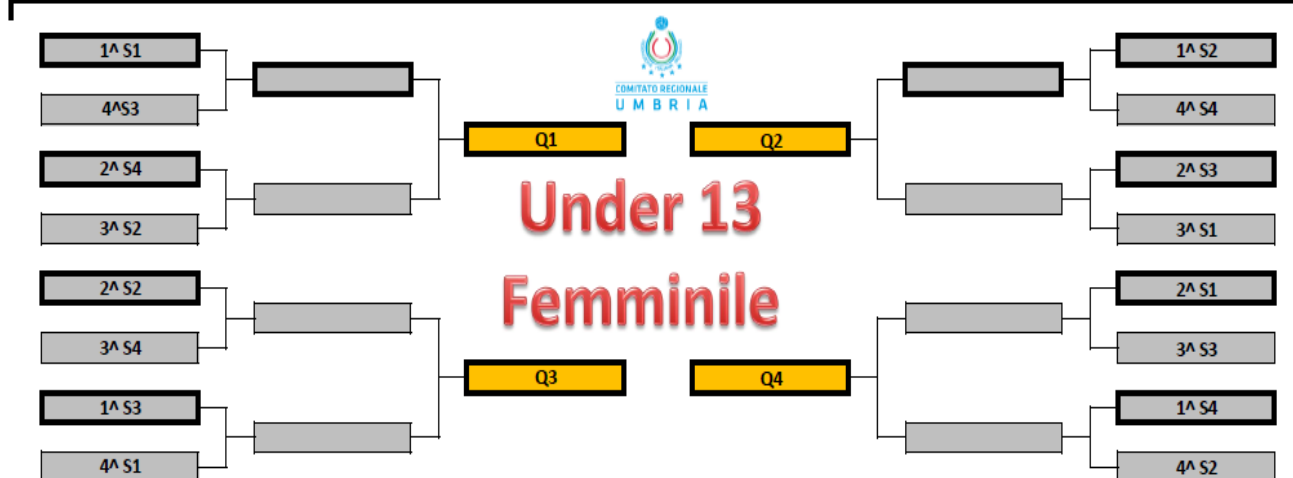 1^ S1
4^S3
2^ S4
3^ S2
2^ S2
3^ S4
1^ S3
4^ S1
COMITATO REGIONALE
UMBRIA
Q1
Q2
Under 13
Femminile
Q3
Q4
1^ S2
4^ S4
2^ S3
3^ S1
2^ S1
3^ S3
1^ S4
4^ S2